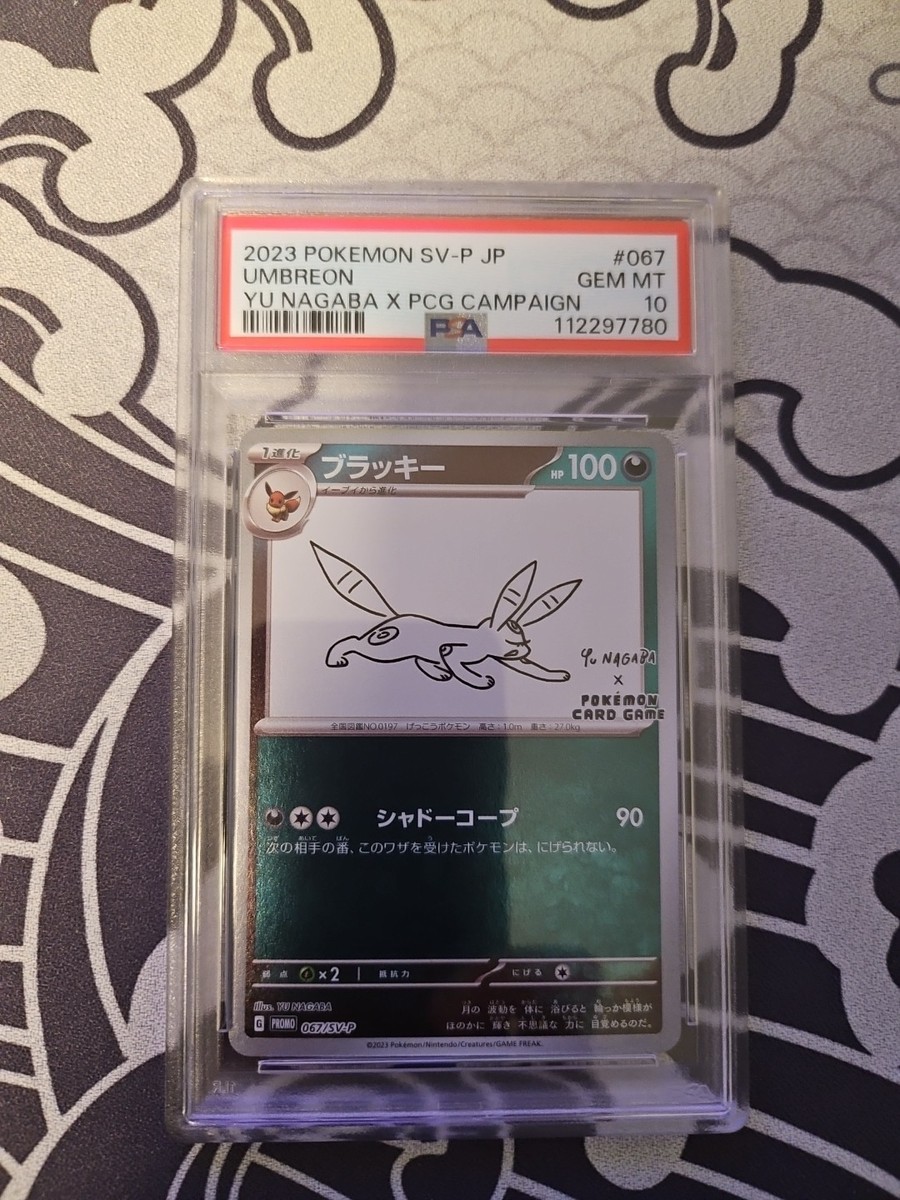 2023 POKEMON SV-P JP #067
UMBREON GEM MT
YU NAGABA X PCG CAMPAIGN 10
PSA 112297780
1進化 ブラッキー HP 100
イーブイから進化
YU NAGABA
X
POKÉMON
CARD GAME
全国図鑑NO.0197 げっこうポケモン 高さ:1.0m 重さ:27.0kg
シャドーコープ 90
次の相手の番、このワザを受けたポケモンは、にげられない。
弱点 ×2 抵抗力 にげる
Illus. YU NAGABA
月の波動を体に浴びると輪っか模様が
G PROMO 067/SV-P
ほのかに輝き不思議な力に目覚めるのだ。
©2023 Pokémon/Nintendo/Creatures/GAME FREAK.